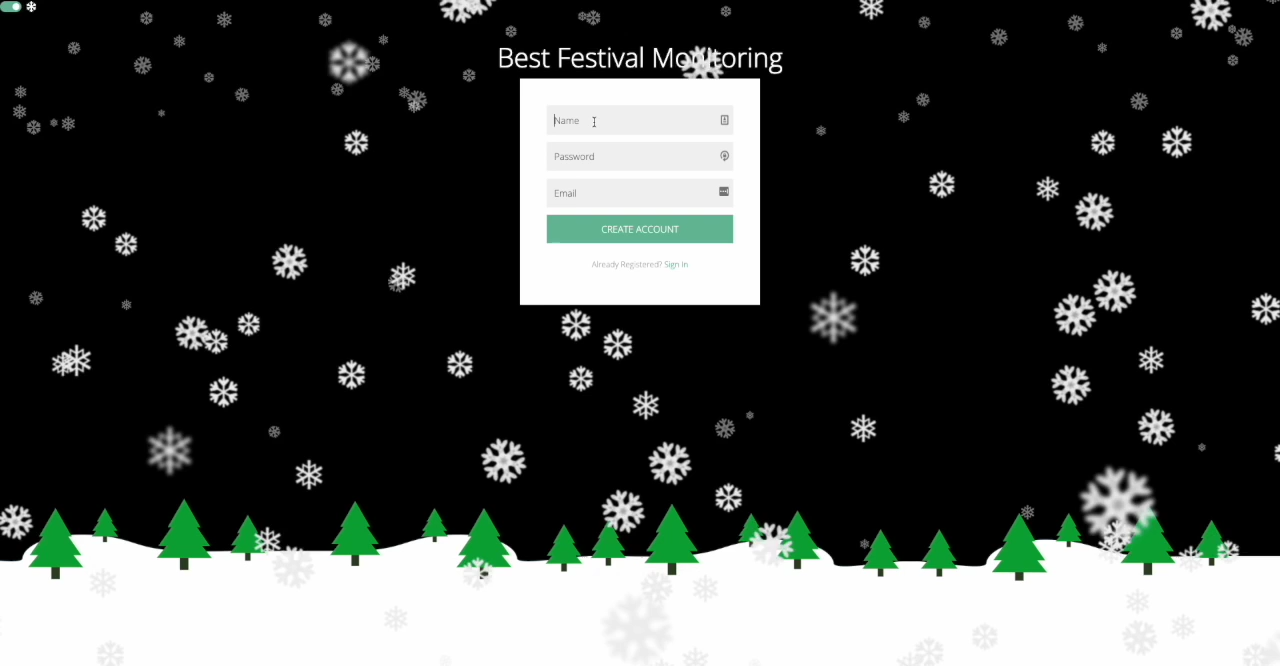 Best Festival Monitoring
Name
Password
Email
CREATE ACCOUNT
Already Registered? Sign In